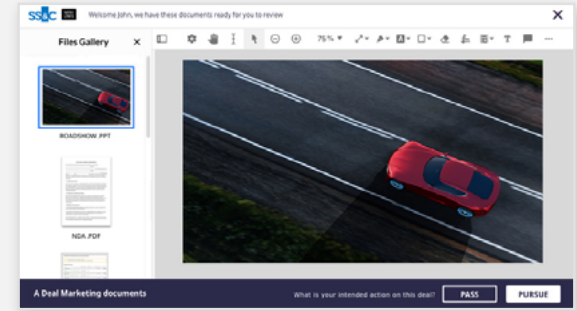 SS&C
Welcome John, we have these documents ready for you to review
Files Gallery
75%
T
ROADSHOW .PPT
NDA .PDF
A Deal Marketing documents
What is your intended action on this deal?
PASS
PURSUE